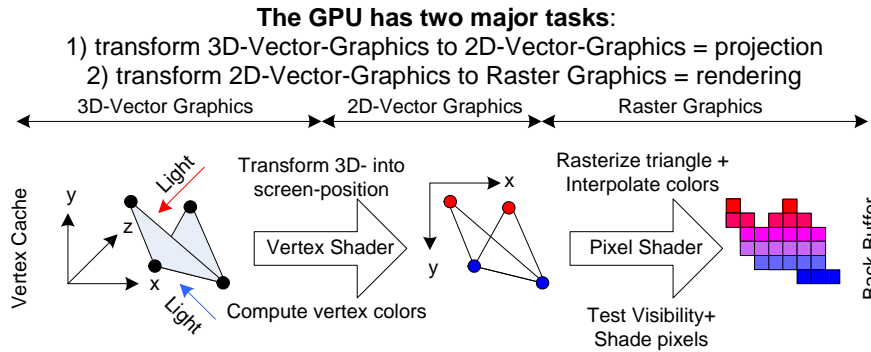 The GPU has two major tasks:
1) transform 3D-Vector-Graphics to 2D-Vector-Graphics = projection
2) transform 2D-Vector-Graphics to Raster Graphics = rendering
3D-Vector Graphics
2D-Vector Graphics
Raster Graphics
Vertex Cache
y
z
x
Light
Light
Transform 3D- into
screen-position
Vertex Shader
Compute vertex colors
x
y
Rasterize triangle +
Interpolate colors
Pixel Shader
Test Visibility+
Shade pixels
Back Buffer